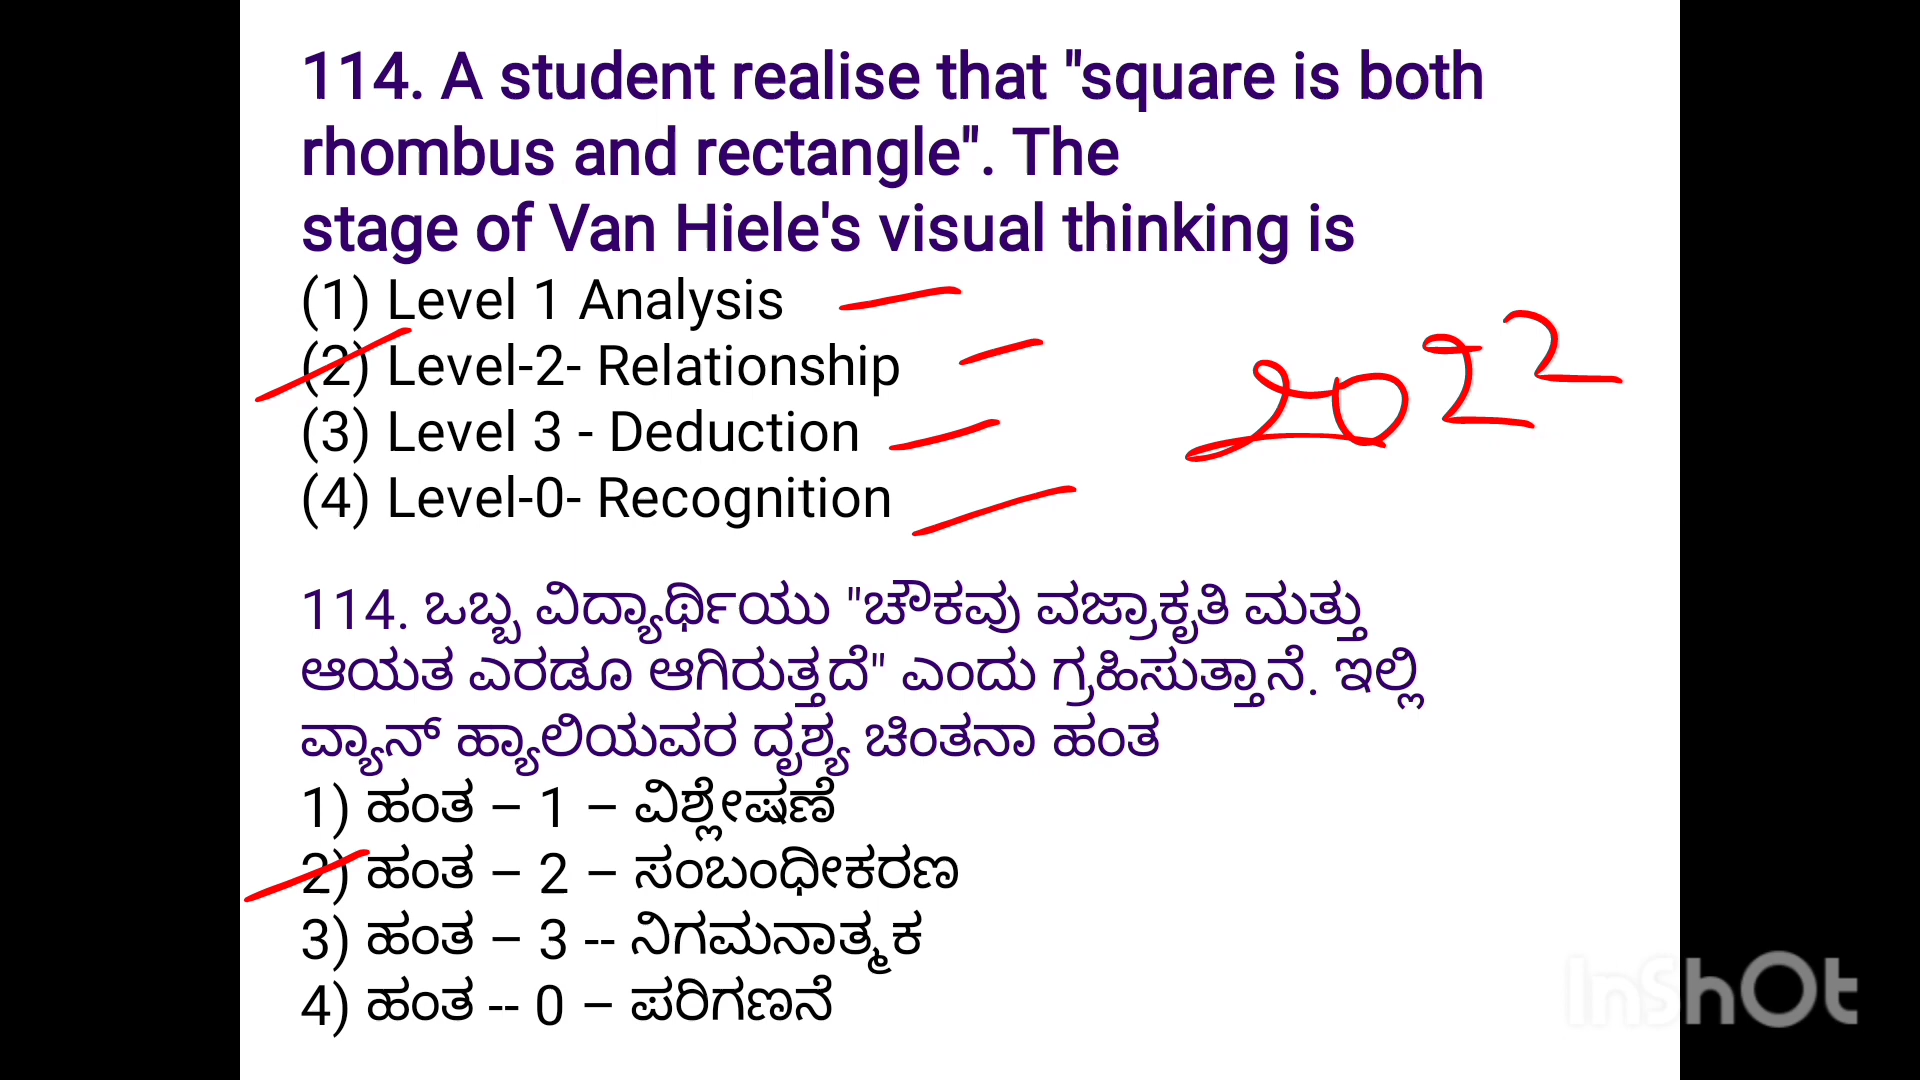 114. A student realise that "square is both
rhombus and rectangle". The
stage of Van Hiele's visual thinking is
(1) Level 1 Analysis
(2) Level-2- Relationship
(3) Level 3 - Deduction
(4) Level-0- Recognition
2022
114. ಒಬ್ಬ ವಿದ್ಯಾರ್ಥಿಯು "ಚೌಕವು ವಜ್ರಾಕೃತಿ ಮತ್ತು
ಆಯತ ಎರಡೂ ಆಗಿರುತ್ತದೆ" ಎಂದು ಗ್ರಹಿಸುತ್ತಾನೆ. ಇಲ್ಲಿ
ವ್ಯಾನ್ ಹ್ಯಾಲಿಯವರ ದೃಶ್ಯ ಚಿಂತನಾ ಹಂತ
1) ಹಂತ – 1 – ವಿಶ್ಲೇಷಣೆ
2) ಹಂತ – 2 – ಸಂಬಂಧೀಕರಣ
3) ಹಂತ – 3 -- ನಿಗಮನಾತ್ಮಕ
4) ಹಂತ -- 0 – ಪರಿಗಣನೆ
InShOt